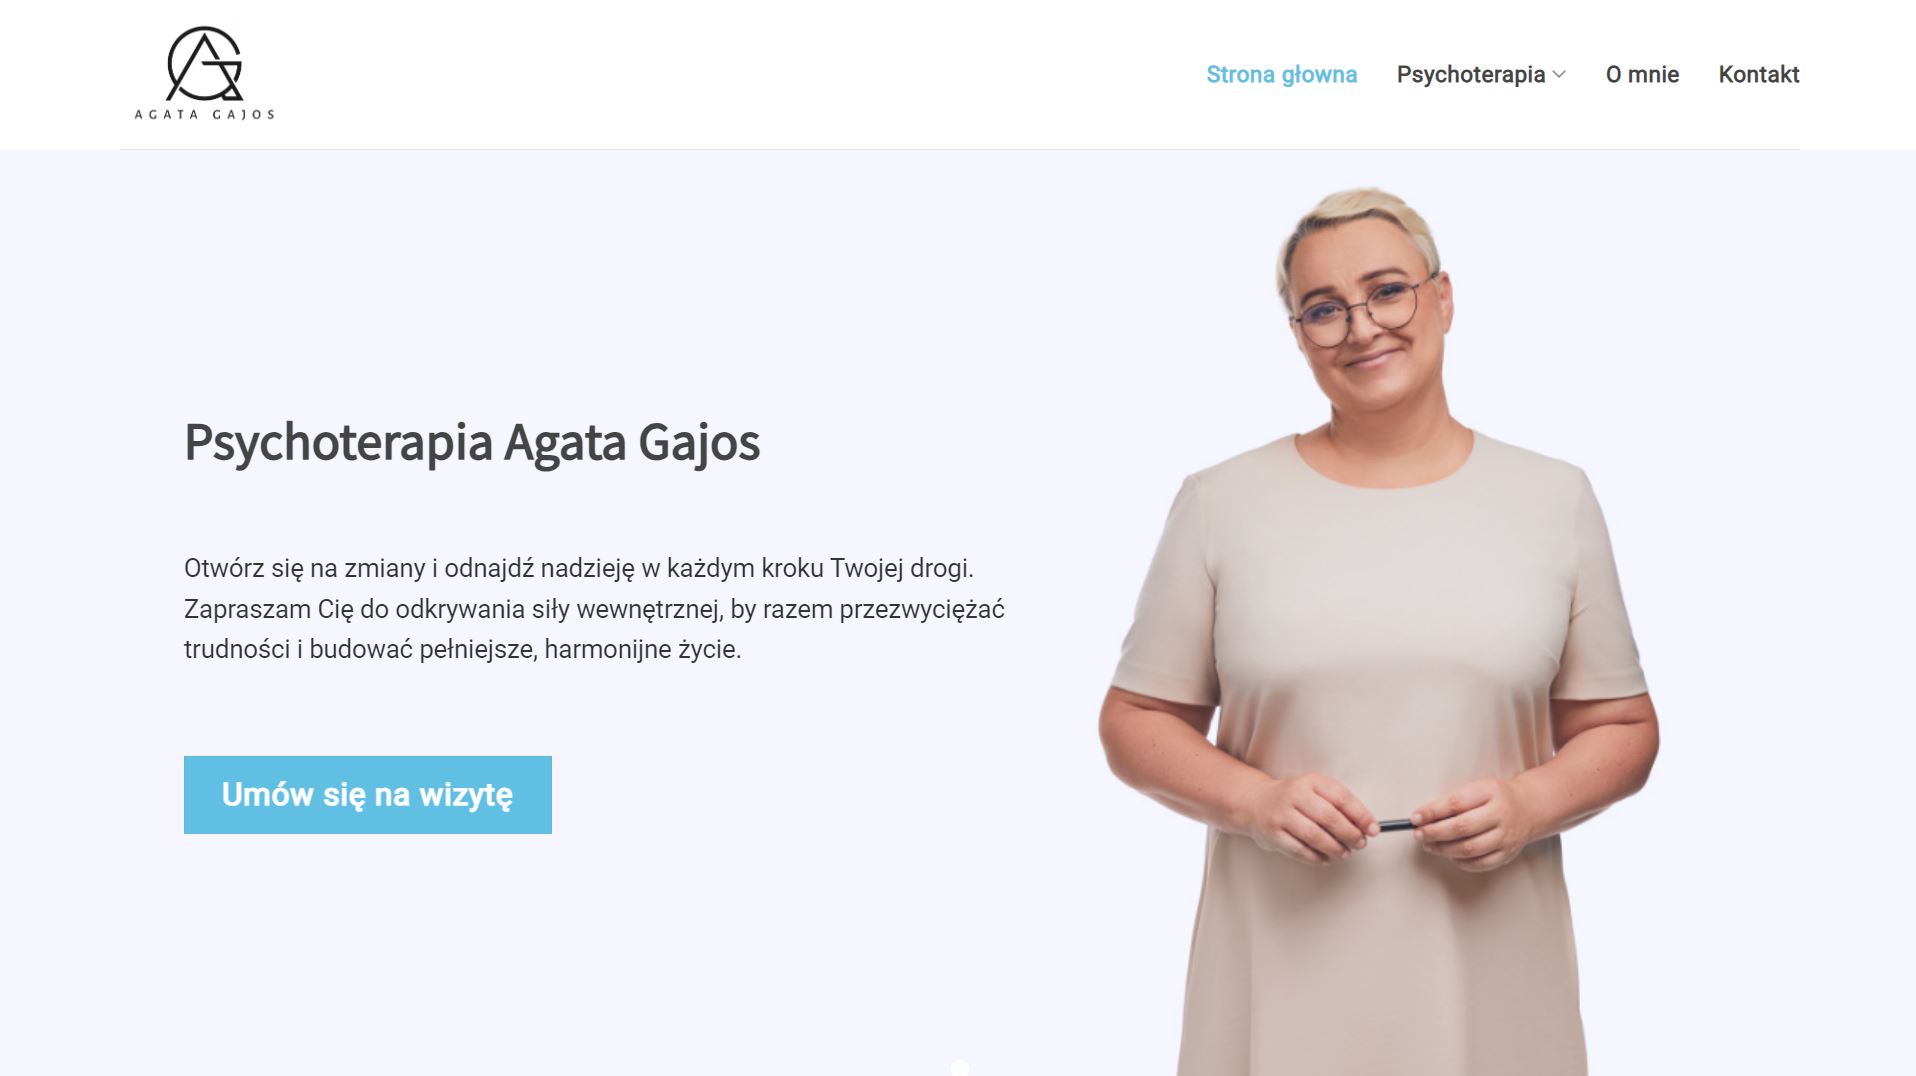 AGATA GAJOS
Strona głowna
Psychoterapia
O mnie
Kontakt
Psychoterapia Agata Gajos
Otwórz się na zmiany i odnajdź nadzieję w każdym kroku Twojej drogi.
Zapraszam Cię do odkrywania siły wewnętrznej, by razem przezwyciężać
trudności i budować pełniejsze, harmonijne życie.
Umów się na wizytę